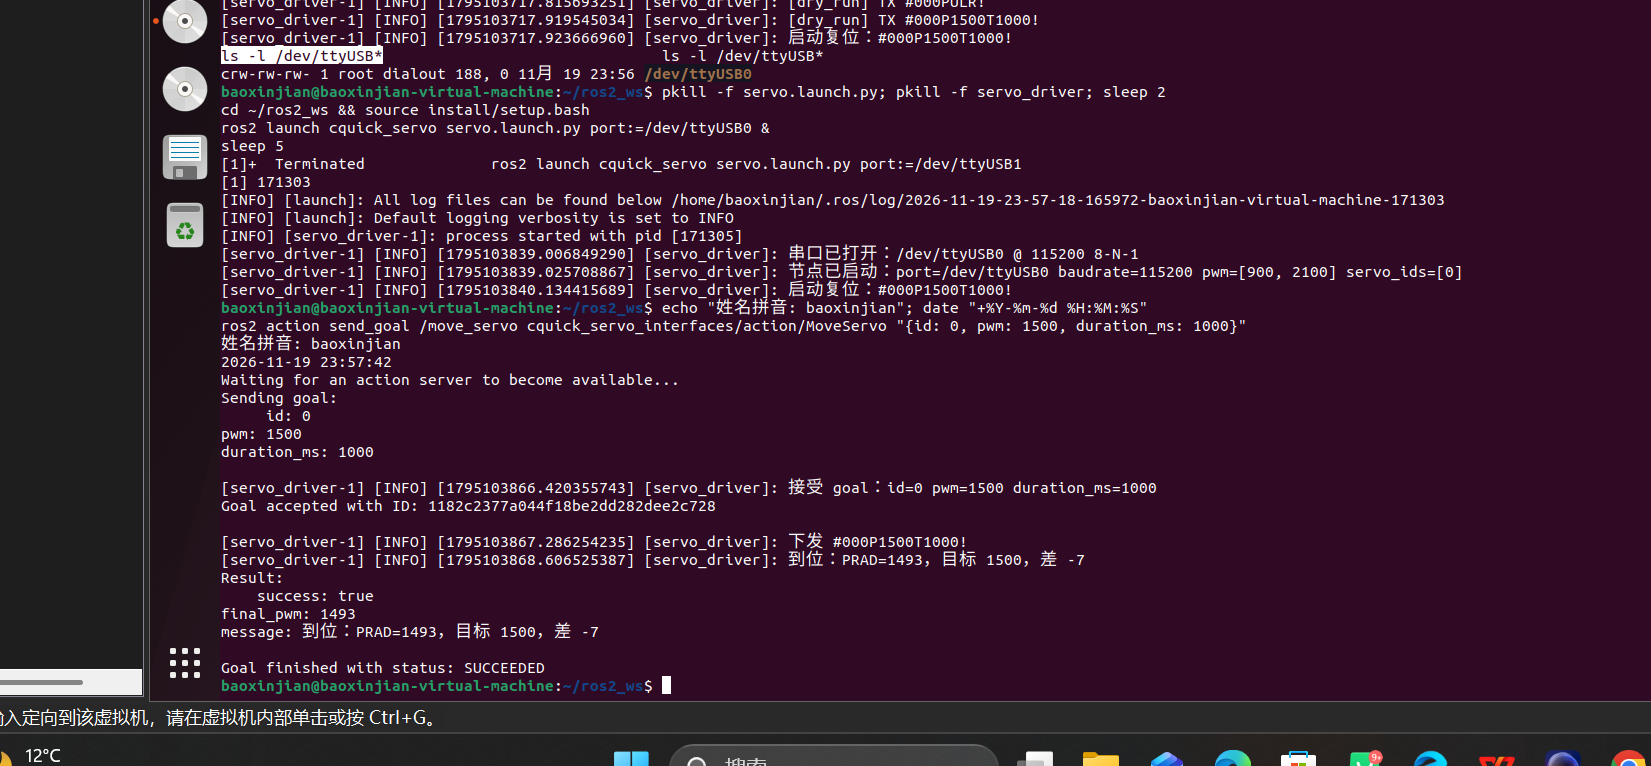 [servo_driver-1] [INFO] [1795103717.815693251] [servo_driver]: [dry_run] TX #000PULR!
[servo_driver-1] [INFO] [1795103717.919545034] [servo_driver]: [dry_run] TX #000P1500T1000!
[servo_driver-1] [INFO] [1795103717.923666960] [servo_driver]: 启动复位：#000P1500T1000!
ls -l /dev/ttyUSB* ls -l /dev/ttyUSB*
crw-rw-rw- 1 root dialout 188, 0 11月 19 23:56 /dev/ttyUSB0
baoxinjian@baoxinjian-virtual-machine:~/ros2_ws$ pkill -f servo.launch.py; pkill -f servo_driver; sleep 2
cd ~/ros2_ws && source install/setup.bash
ros2 launch cquick_servo servo.launch.py port:=/dev/ttyUSB0 &
sleep 5
[1]+  Terminated              ros2 launch cquick_servo servo.launch.py port:=/dev/ttyUSB1
[1] 171303
[INFO] [launch]: All log files can be found below /home/baoxinjian/.ros/log/2026-11-19-23-57-18-165972-baoxinjian-virtual-machine-171303
[INFO] [launch]: Default logging verbosity is set to INFO
[INFO] [servo_driver-1]: process started with pid [171305]
[servo_driver-1] [INFO] [1795103839.006849290] [servo_driver]: 串口已打开：/dev/ttyUSB0 @ 115200 8-N-1
[servo_driver-1] [INFO] [1795103839.025708867] [servo_driver]: 节点已启动：port=/dev/ttyUSB0 baudrate=115200 pwm=[900, 2100] servo_ids=[0]
[servo_driver-1] [INFO] [1795103840.134415689] [servo_driver]: 启动复位：#000P1500T1000!
baoxinjian@baoxinjian-virtual-machine:~/ros2_ws$ echo "姓名拼音: baoxinjian"; date "+%Y-%m-%d %H:%M:%S"
ros2 action send_goal /move_servo cquick_servo_interfaces/action/MoveServo "{id: 0, pwm: 1500, duration_ms: 1000}"
姓名拼音: baoxinjian
2026-11-19 23:57:42
Waiting for an action server to become available...
Sending goal:
     id: 0
pwm: 1500
duration_ms: 1000
[servo_driver-1] [INFO] [1795103866.420355743] [servo_driver]: 接受 goal：id=0 pwm=1500 duration_ms=1000
Goal accepted with ID: 1182c2377a044f18be2dd282dee2c728
[servo_driver-1] [INFO] [1795103867.286254235] [servo_driver]: 下发 #000P1500T1000!
[servo_driver-1] [INFO] [1795103868.606525387] [servo_driver]: 到位：PRAD=1493，目标 1500，差 -7
Result:
    success: true
final_pwm: 1493
message: 到位：PRAD=1493，目标 1500，差 -7
Goal finished with status: SUCCEEDED
baoxinjian@baoxinjian-virtual-machine:~/ros2_ws$
入定向到该虚拟机，请在虚拟机内部单击或按 Ctrl+G。
12°C
搜索
9+